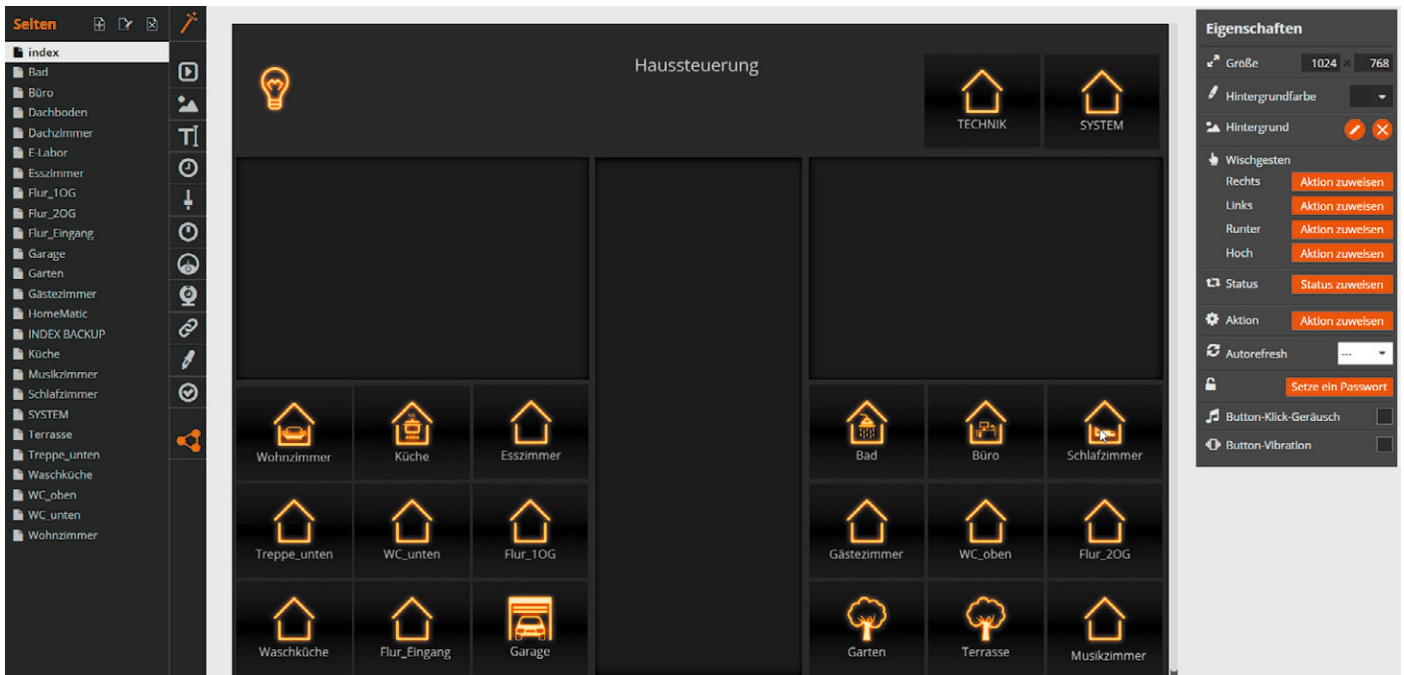 Seiten
index
Bad
Büro
Dachboden
Dachzimmer
E-Labor
Esszimmer
Flur_1OG
Flur_2OG
Flur_Eingang
Garage
Garten
Gästezimmer
HomeMatic
INDEX BACKUP
Küche
Musikzimmer
Schlafzimmer
SYSTEM
Terrasse
Treppe_unten
Waschküche
WC_oben
WC_unten
Wohnzimmer
T
Haussteuerung
TECHNIK SYSTEM
Wohnzimmer Küche Esszimmer Bad Büro Schlafzimmer
Treppe_unten WC_unten Flur_1OG Gästezimmer WC_oben Flur_2OG
Waschküche Flur_Eingang Garage Garten Terrasse Musikzimmer
Eigenschaften
Größe 1024 × 768
Hintergrundfarbe
Hintergrund
Wischgesten
Rechts Aktion zuweisen
Links Aktion zuweisen
Runter Aktion zuweisen
Hoch Aktion zuweisen
Status Status zuweisen
Aktion Aktion zuweisen
Autorefresh ---
Setze ein Passwort
Button-Klick-Geräusch
Button-Vibration